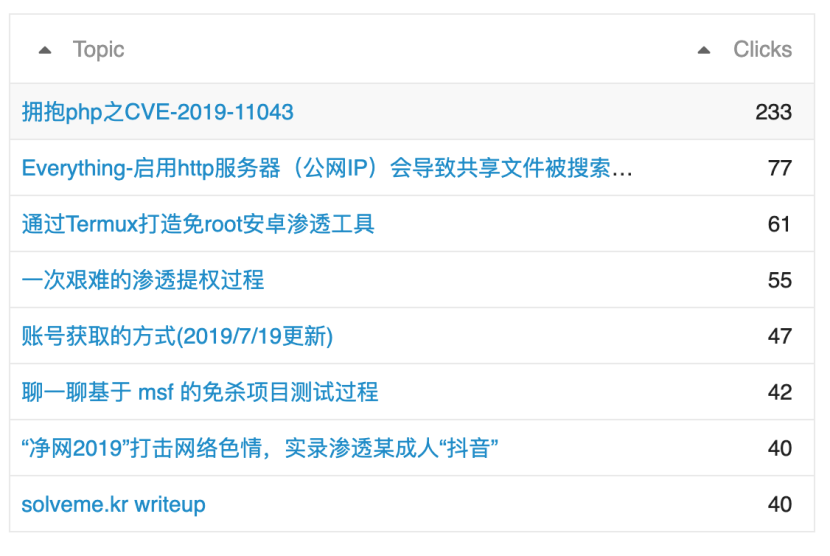 Topic Clicks
拥抱php之CVE-2019-11043 233
Everything-启用http服务器（公网IP）会导致共享文件被搜索… 77
通过Termux打造免root安卓渗透工具 61
一次艰难的渗透提权过程 55
账号获取的方式(2019/7/19更新) 47
聊一聊基于 msf 的免杀项目测试过程 42
“净网2019”打击网络色情，实录渗透某成人“抖音” 40
solveme.kr writeup 40